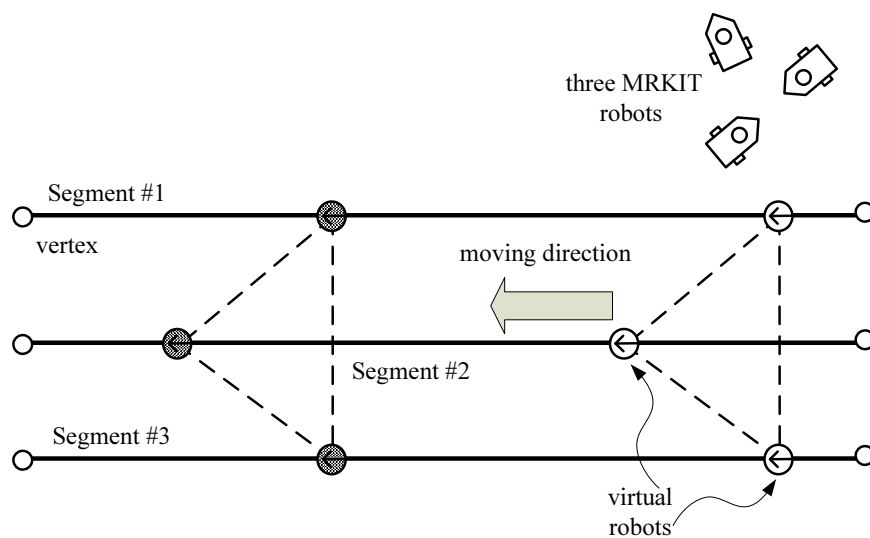 three MRKIT
robots
Segment #1
vertex
moving direction
Segment #2
Segment #3
virtual
robots